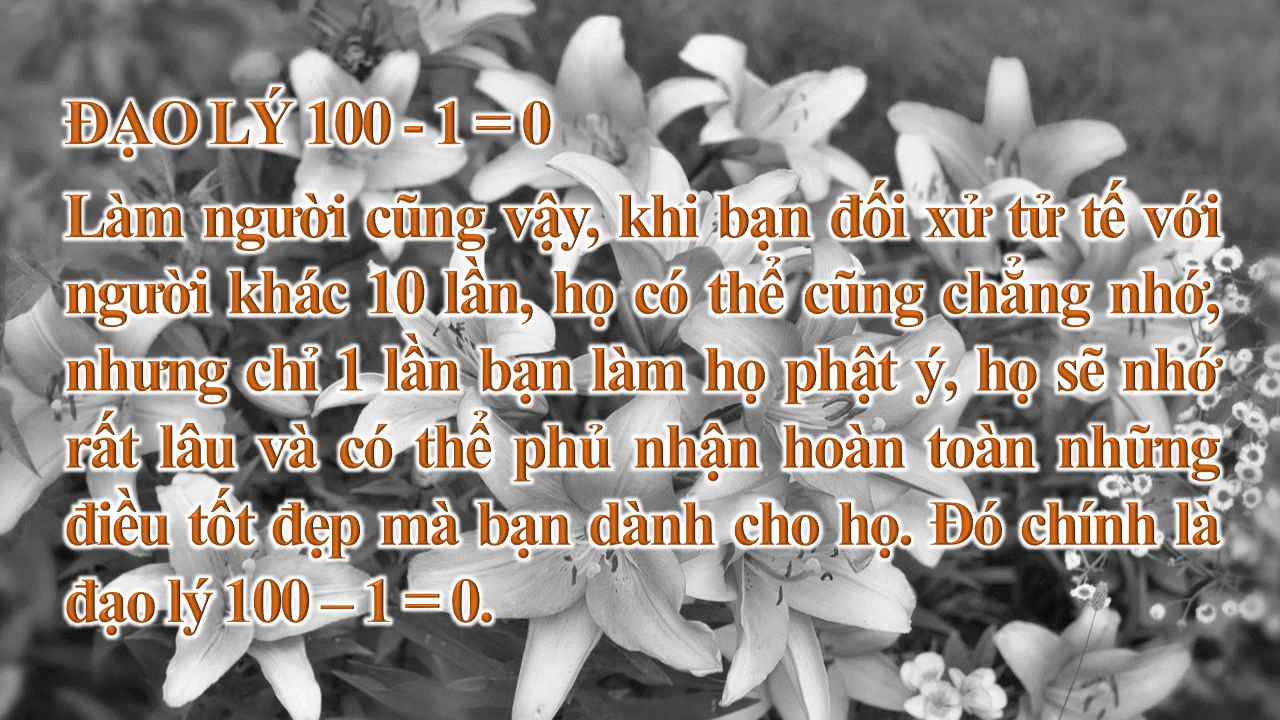 ĐẠO LÝ 100 - 1 = 0
Làm người cũng vậy, khi bạn đối xử tử tế với
người khác 10 lần, họ có thể cũng chẳng nhớ,
nhưng chỉ 1 lần bạn làm họ phật ý, họ sẽ nhớ
rất lâu và có thể phủ nhận hoàn toàn những
điều tốt đẹp mà bạn dành cho họ. Đó chính là
đạo lý 100 – 1 = 0.